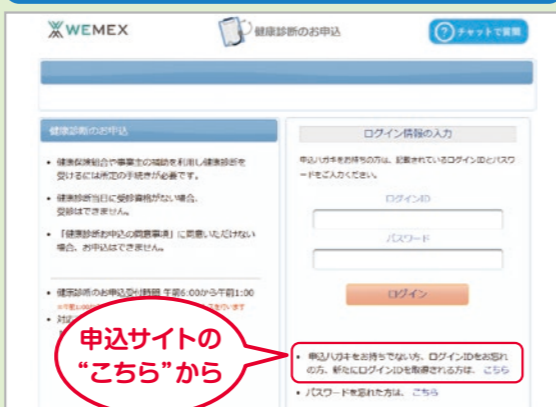 WEMEX
健康診断のお申込
? チャットで質問
健康診断のお申込
・ 健康保険組合や事業主の補助を利用し健康診断を
受けるには所定の手続きが必要です。
・ 健康診断当日に受診資格がない場合、
受診はできません。
・ 「健康診断お申込の同意事項」に同意いただけない
場合、お申込はできません。
・ 健康診断のお申込受付時間 午前6:00から午前1:00
・ 対応
申込サイトの
“こちら”から
ログイン情報の入力
申込ハガキをお持ちの方は、記載されているログインIDとパスワ
ードをご入力ください。
ログインID
パスワード
ログイン
・ 申込ハガキをお持ちでない方、ログインIDをお忘れ
の方、新たにログインIDを取得される方は、 こちら
・ パスワードを忘れた方は、 こちら